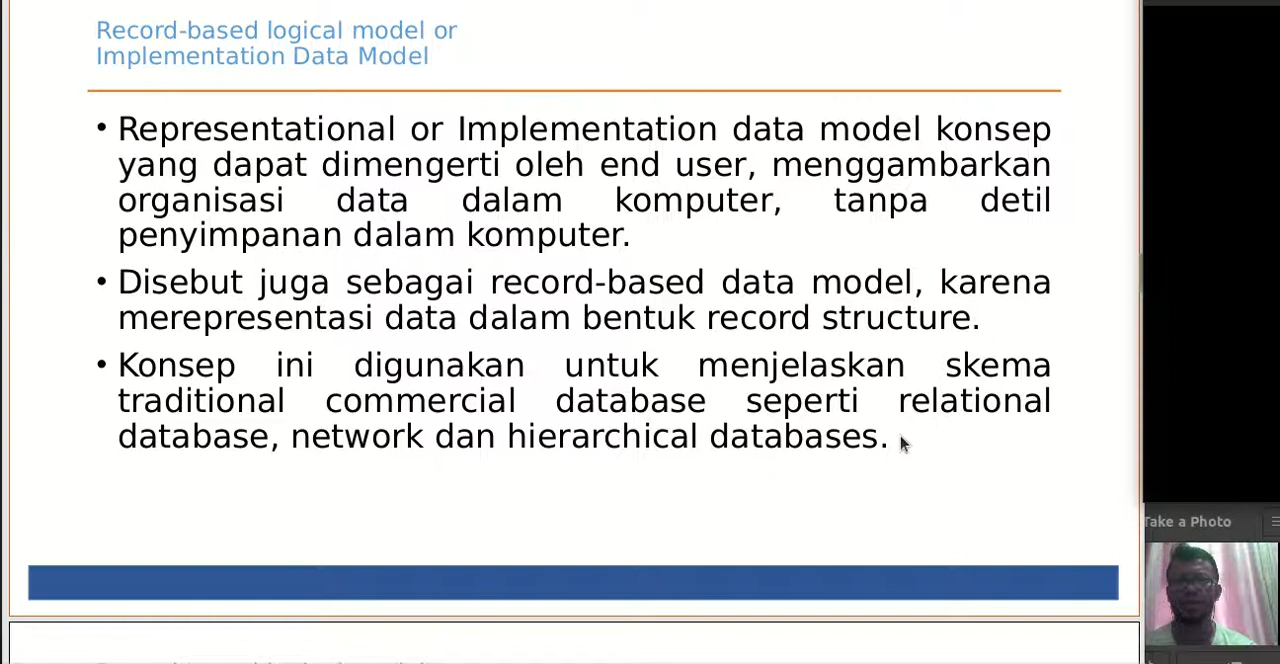 Record-based logical model or
Implementation Data Model
• Representational or Implementation data model konsep
yang dapat dimengerti oleh end user, menggambarkan
organisasi data dalam komputer, tanpa detil
penyimpanan dalam komputer.
• Disebut juga sebagai record-based data model, karena
merepresentasi data dalam bentuk record structure.
• Konsep ini digunakan untuk menjelaskan skema
traditional commercial database seperti relational
database, network dan hierarchical databases.
Take a Photo